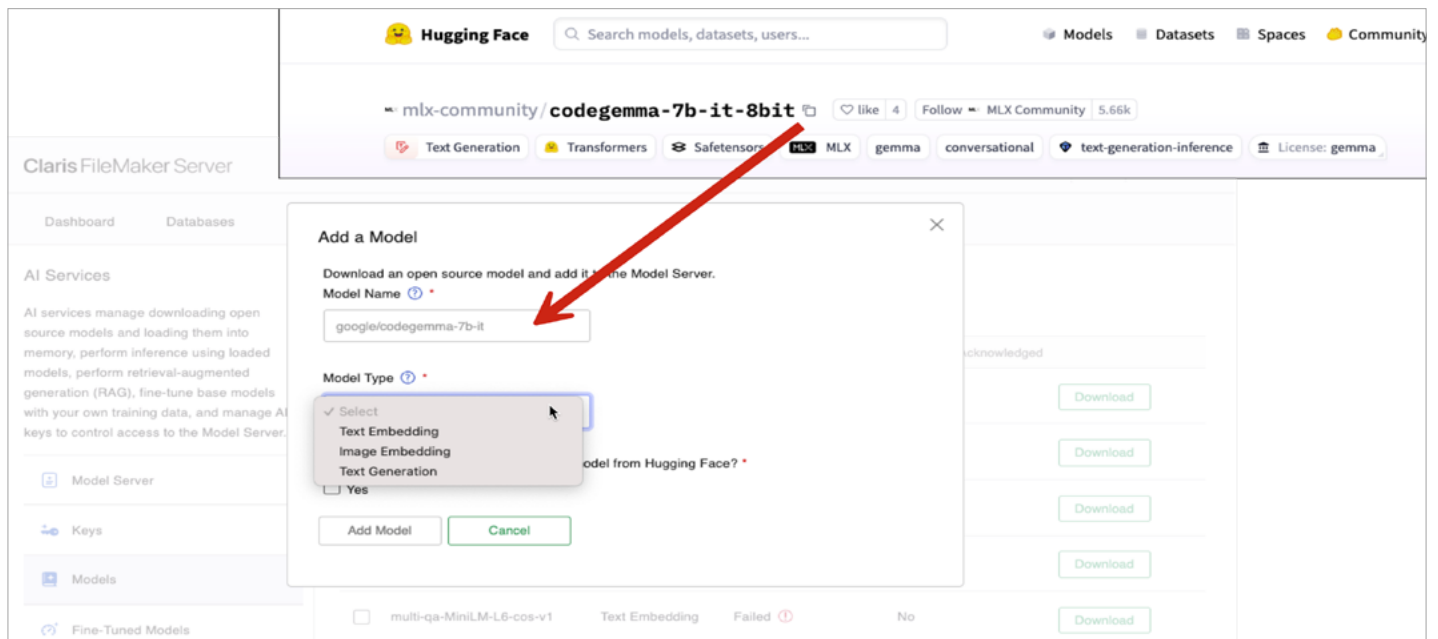 Hugging Face
Search models, datasets, users...
Models
Datasets
Spaces
Community
mlx-community/codegemma-7b-it-8bit
like 4
Follow MLX Community 5.66k
Text Generation
Transformers
Safetensors
MLX MLX
gemma
conversational
text-generation-inference
License: gemma
Claris FileMaker Server
Dashboard
Databases
AI Services
AI services manage downloading open
source models and loading them into
memory, perform inference using loaded
models, perform retrieval-augmented
generation (RAG), fine-tune base models
with your own training data, and manage AI
keys to control access to the Model Server.
Model Server
Keys
Models
Fine-Tuned Models
Add a Model
Download an open source model and add it to the Model Server.
Model Name ? *
google/codegemma-7b-it
Model Type ? *
✓ Select
Text Embedding
Image Embedding
Text Generation
model from Hugging Face? *
Yes
Add Model
Cancel
acknowledged
Download
Download
Download
Download
multi-qa-MiniLM-L6-cos-v1
Text Embedding
Failed
No
Download